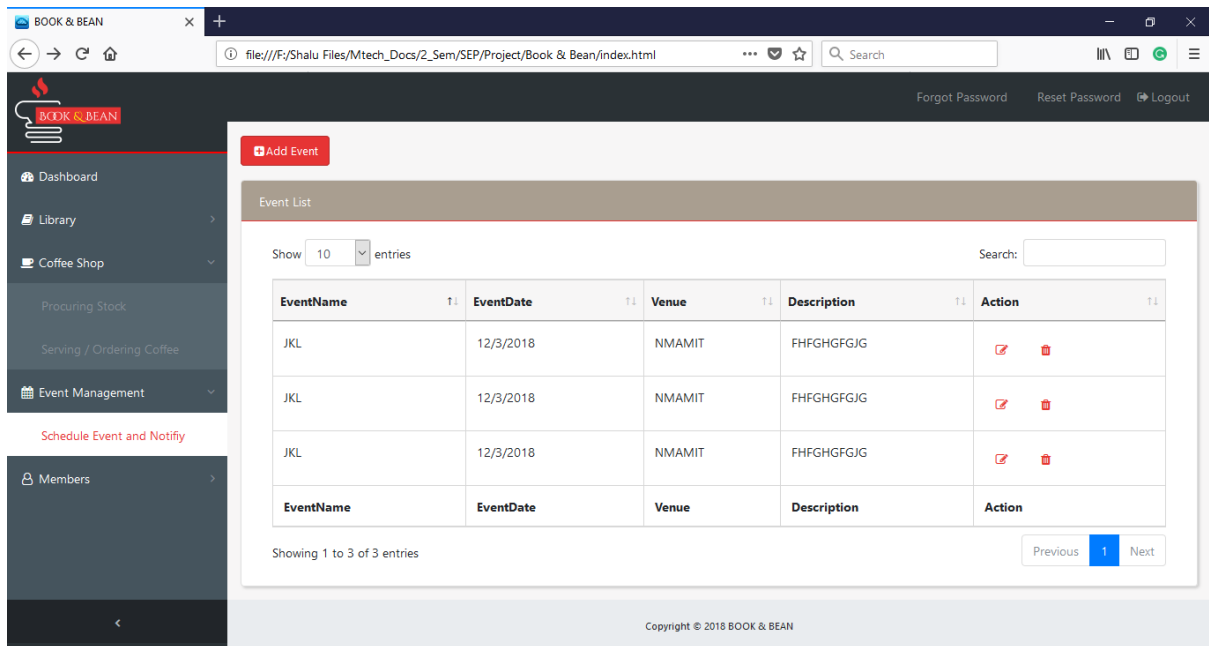 BOOK & BEAN
file:///F:/Shalu Files/Mtech_Docs/2_Sem/SEP/Project/Book & Bean/index.html
Search
BOOK & BEAN
Forgot Password Reset Password Logout
Add Event
Dashboard
Library
Coffee Shop
Procuring Stock
Serving / Ordering Coffee
Event Management
Schedule Event and Notifiy
Members
Event List
Show 10 entries
Search:
EventName EventDate Venue Description Action
JKL 12/3/2018 NMAMIT FHFGHGFGJG
JKL 12/3/2018 NMAMIT FHFGHGFGJG
JKL 12/3/2018 NMAMIT FHFGHGFGJG
EventName EventDate Venue Description Action
Showing 1 to 3 of 3 entries
Previous 1 Next
Copyright © 2018 BOOK & BEAN